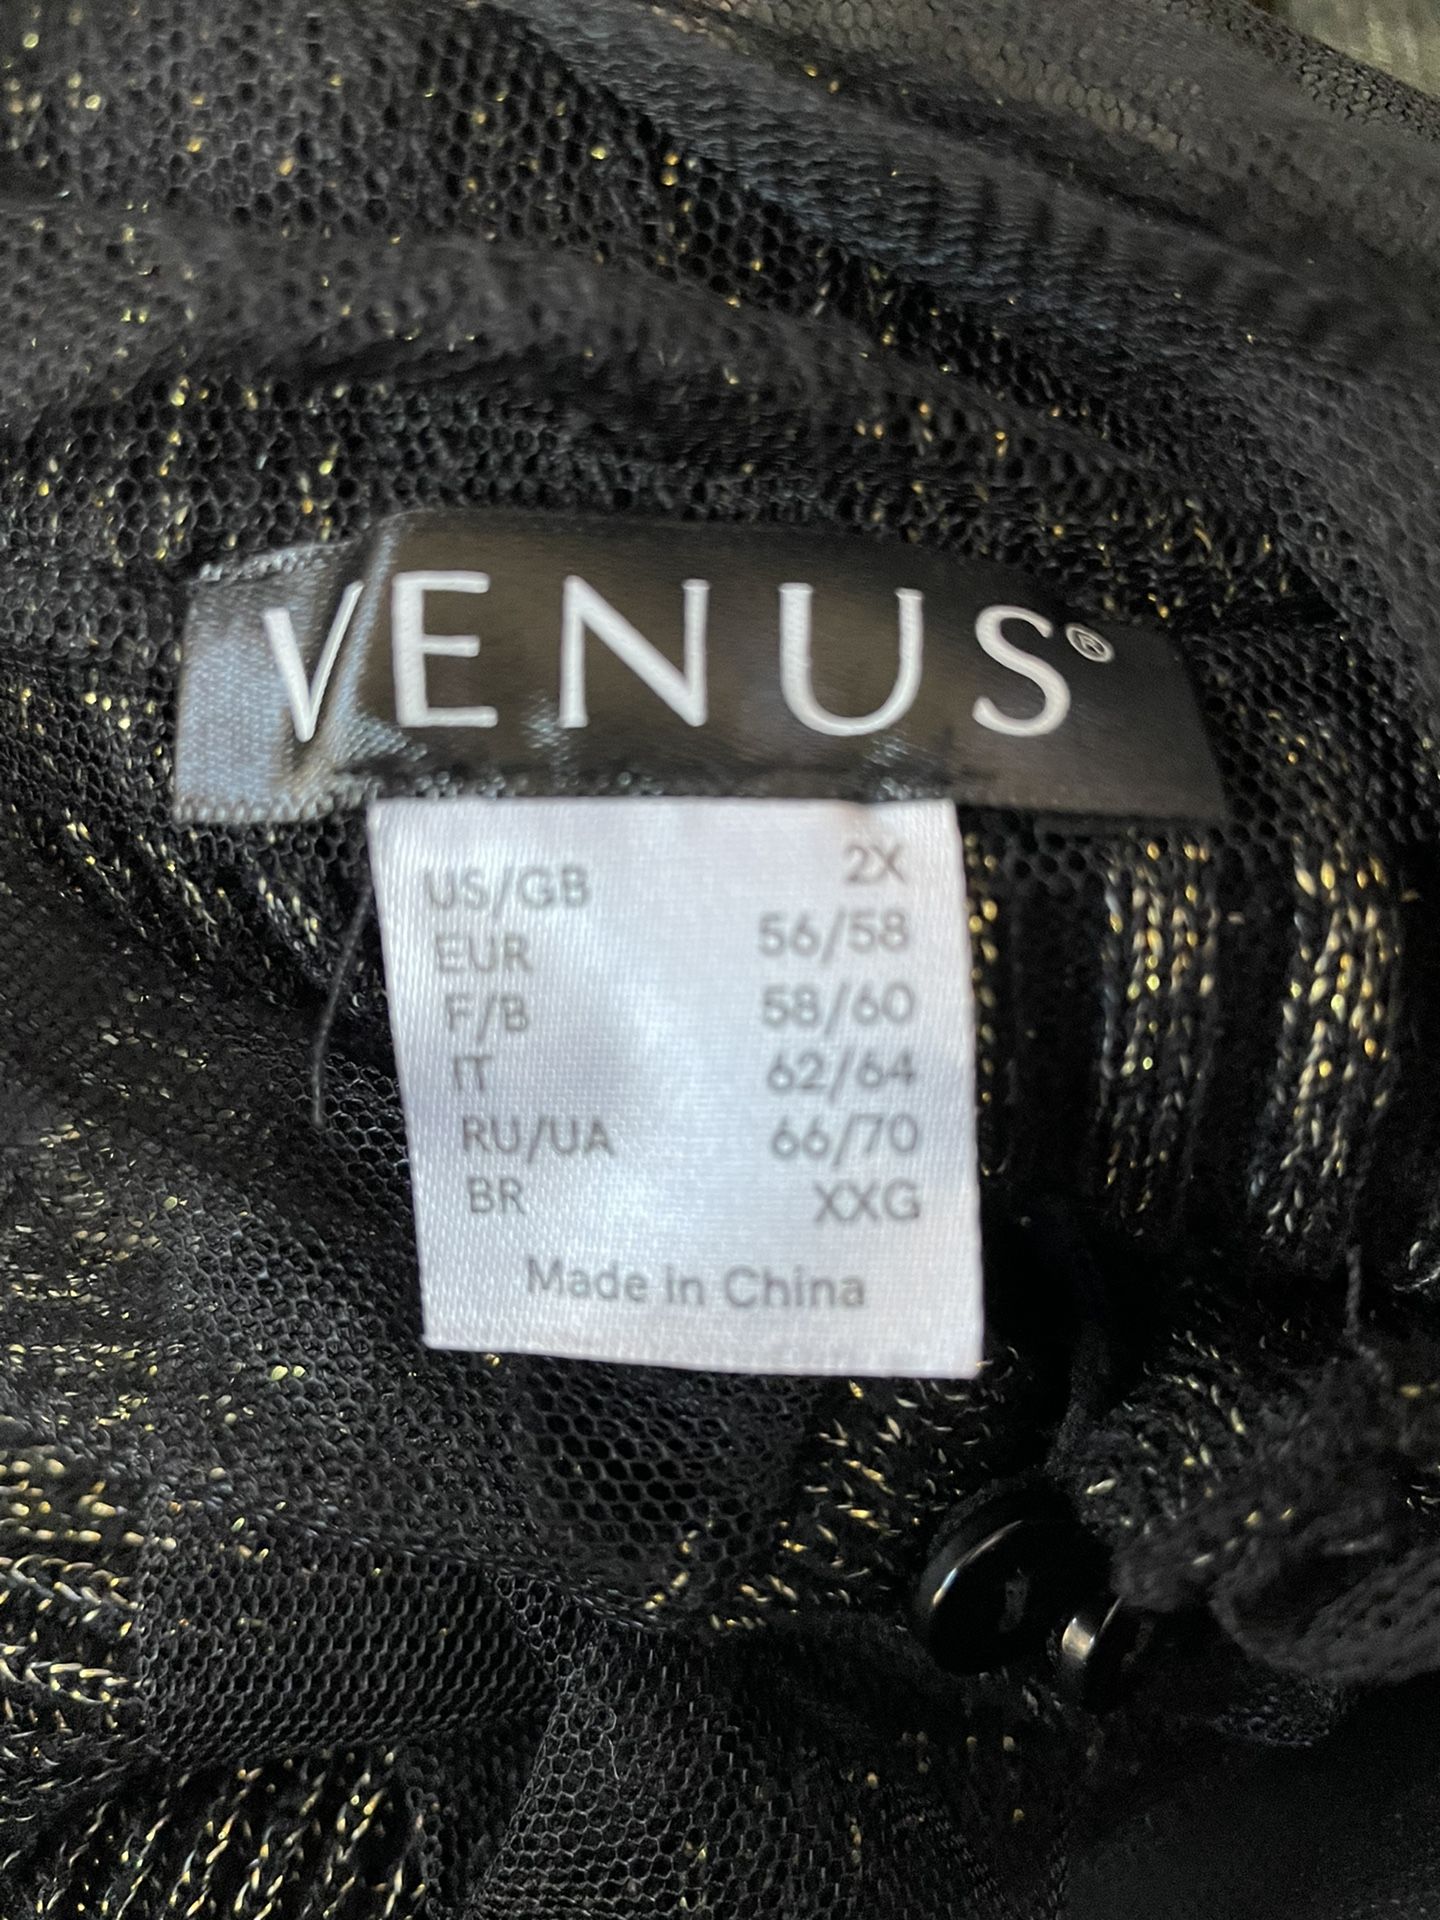 VENUS®
US/GB 2X
EUR 56/58
F/B 58/60
IT 62/64
RU/UA 66/70
BR XXG
Made in China